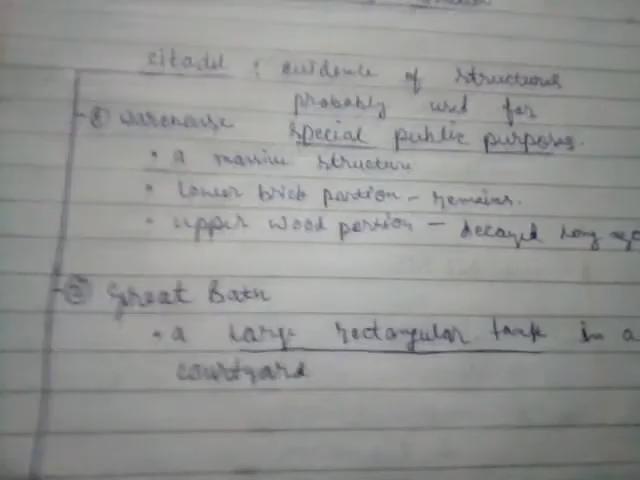 citadel : evidence of structures
probably used for
① warehouse special public purposes.
• a massive structure
• lower brick portion - remains.
• upper wood portion - decayed long ago
② Great Bath
• a large rectangular tank in a
courtyard